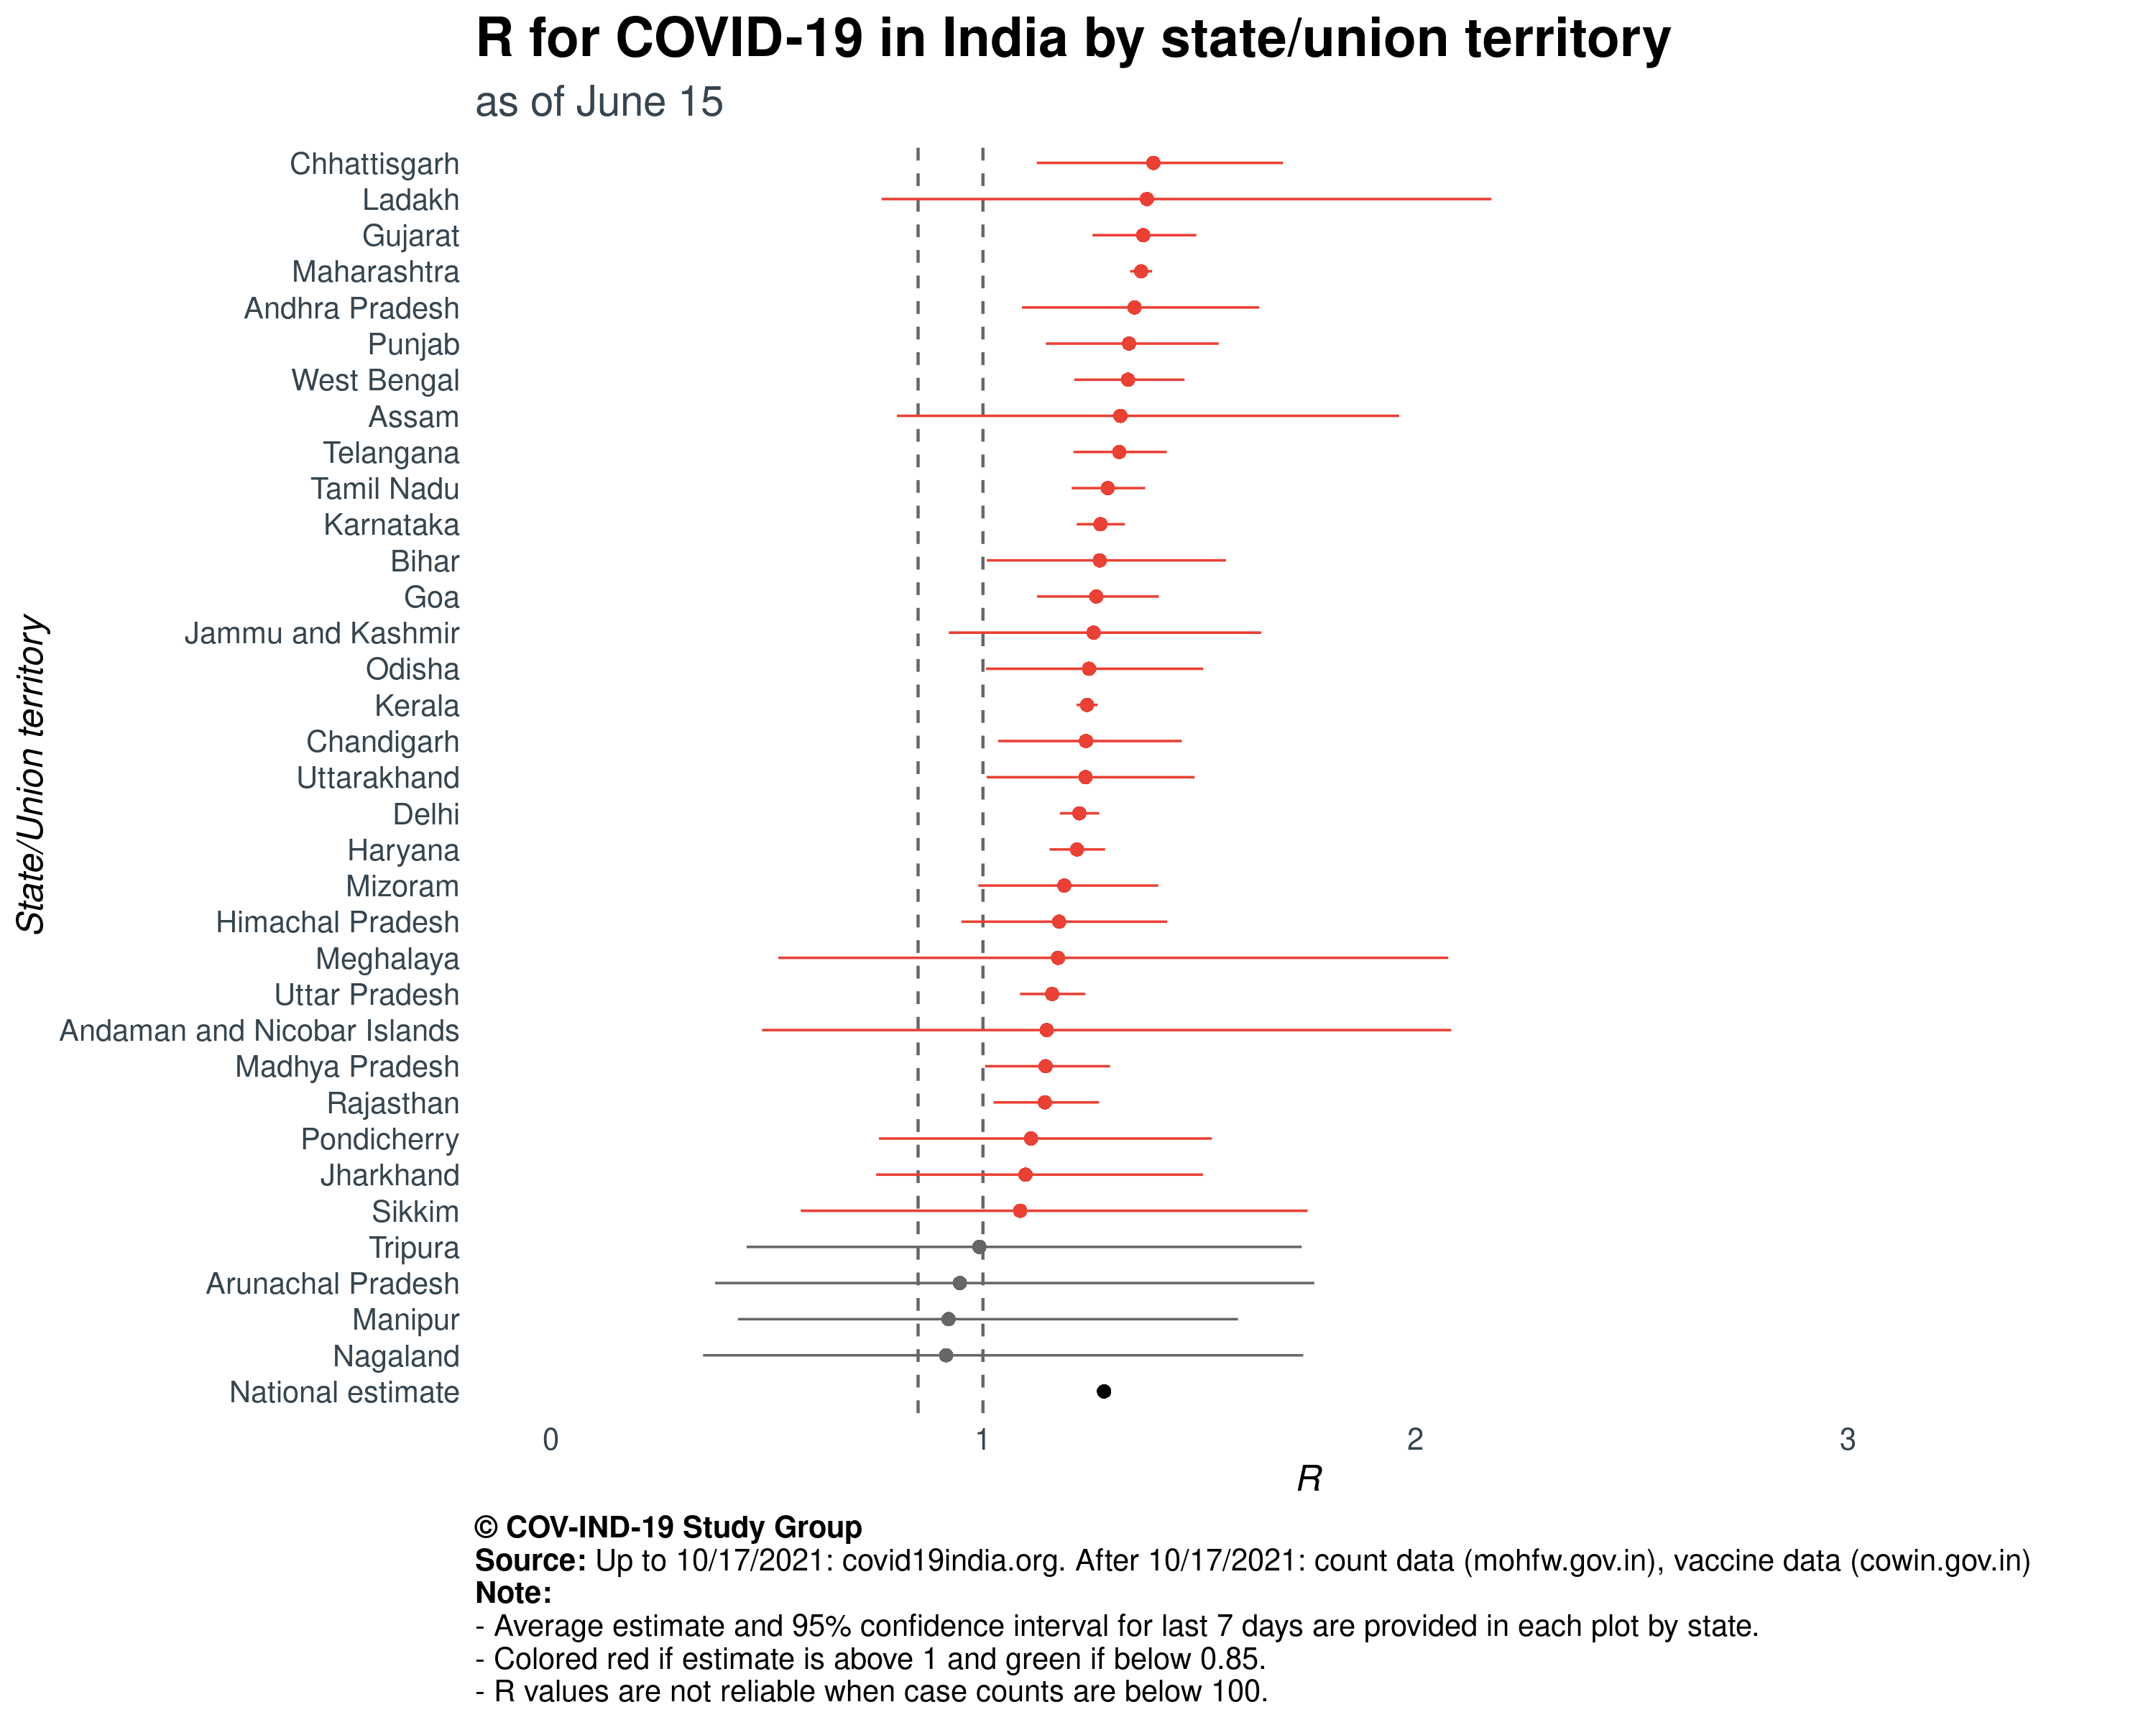 R for COVID-19 in India by state/union territory
as of June 15
State/Union territory
Chhattisgarh
Ladakh
Gujarat
Maharashtra
Andhra Pradesh
Punjab
West Bengal
Assam
Telangana
Tamil Nadu
Karnataka
Bihar
Goa
Jammu and Kashmir
Odisha
Kerala
Chandigarh
Uttarakhand
Delhi
Haryana
Mizoram
Himachal Pradesh
Meghalaya
Uttar Pradesh
Andaman and Nicobar Islands
Madhya Pradesh
Rajasthan
Pondicherry
Jharkhand
Sikkim
Tripura
Arunachal Pradesh
Manipur
Nagaland
National estimate
0 1 2 3
R
© COV-IND-19 Study Group
Source: Up to 10/17/2021: covid19india.org. After 10/17/2021: count data (mohfw.gov.in), vaccine data (cowin.gov.in)
Note:
- Average estimate and 95% confidence interval for last 7 days are provided in each plot by state.
- Colored red if estimate is above 1 and green if below 0.85.
- R values are not reliable when case counts are below 100.